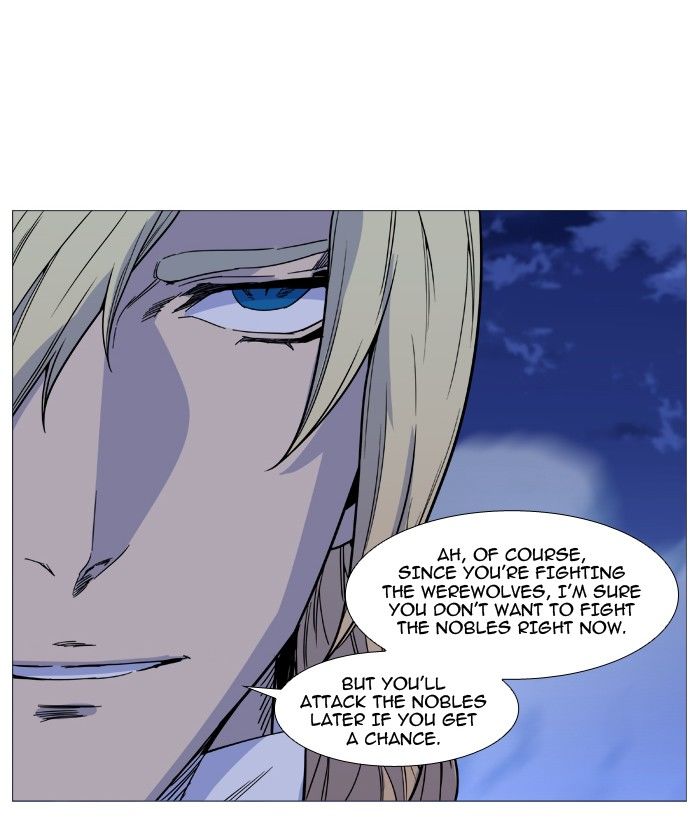 AH, OF COURSE,
SINCE YOU'RE FIGHTING
THE WEREWOLVES, I'M SURE
YOU DON'T WANT TO FIGHT
THE NOBLES RIGHT NOW.
BUT YOU'LL
ATTACK THE NOBLES
LATER IF YOU GET
A CHANCE.